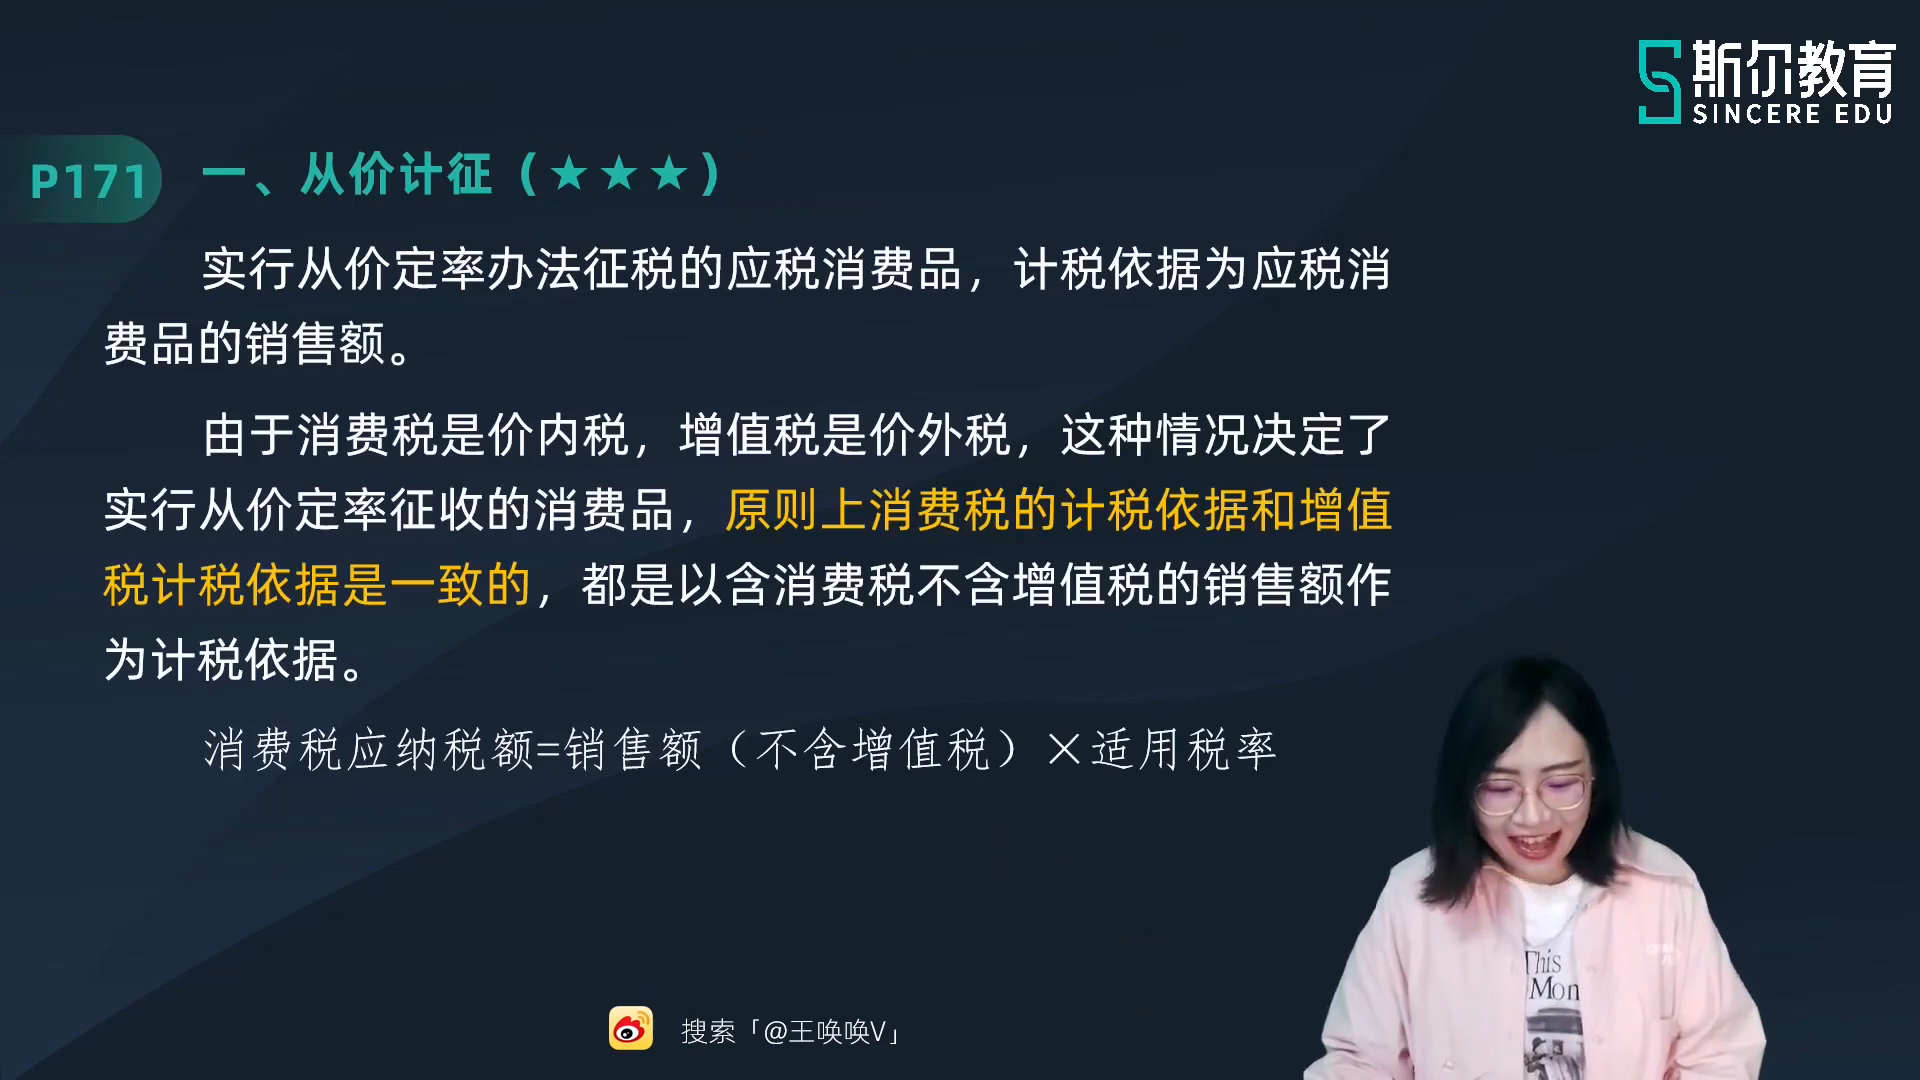 斯尔教育
SINCERE EDU
P171
一、从价计征（★★★）
实行从价定率办法征税的应税消费品，计税依据为应税消
费品的销售额。
由于消费税是价内税，增值税是价外税，这种情况决定了
实行从价定率征收的消费品，原则上消费税的计税依据和增值
税计税依据是一致的，都是以含消费税不含增值税的销售额作
为计税依据。
消费税应纳税额=销售额（不含增值税）×适用税率
This
Mon
搜索「@王唤唤V」